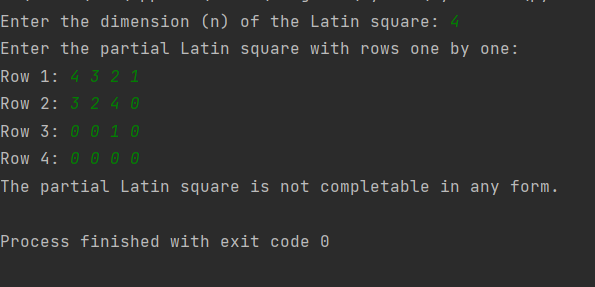 Enter the dimension (n) of the Latin square: 4
Enter the partial Latin square with rows one by one:
Row 1: 4 3 2 1
Row 2: 3 2 4 0
Row 3: 0 0 1 0
Row 4: 0 0 0 0
The partial Latin square is not completable in any form.
Process finished with exit code 0